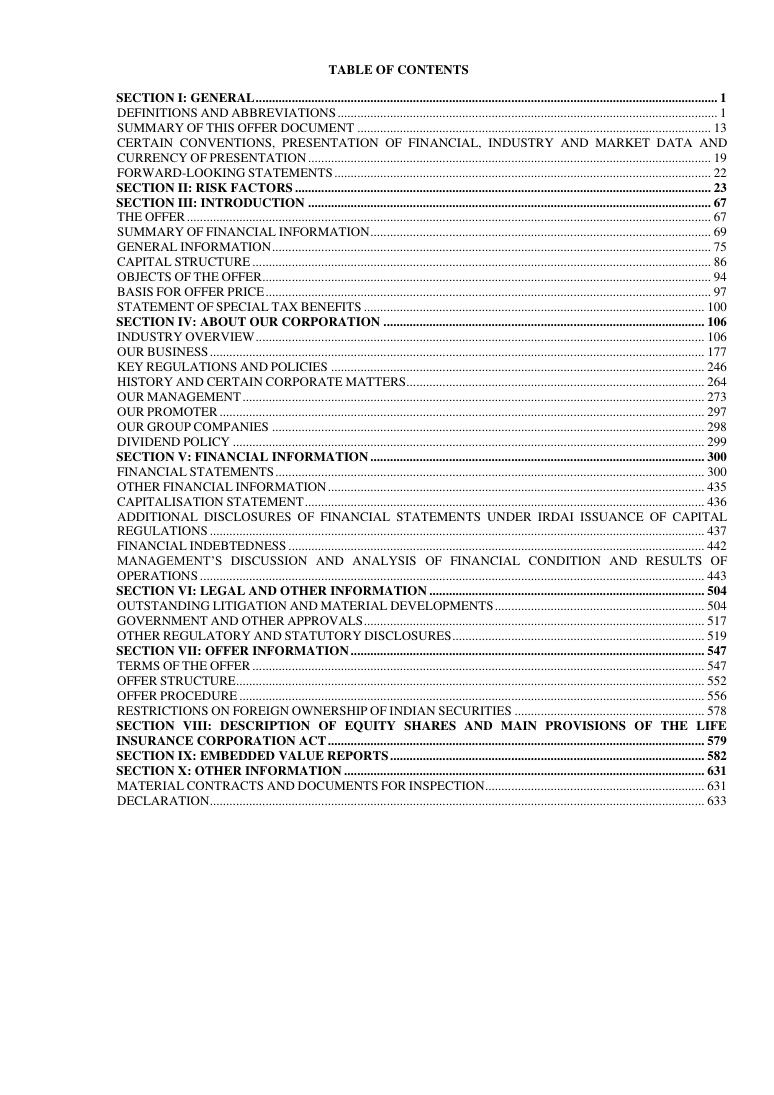 TABLE OF CONTENTS
SECTION I: GENERAL ........ 1
DEFINITIONS AND ABBREVIATIONS ........ 1
SUMMARY OF THIS OFFER DOCUMENT ........ 13
CERTAIN CONVENTIONS, PRESENTATION OF FINANCIAL, INDUSTRY AND MARKET DATA AND
CURRENCY OF PRESENTATION ........ 19
FORWARD-LOOKING STATEMENTS ........ 22
SECTION II: RISK FACTORS ........ 23
SECTION III: INTRODUCTION ........ 67
THE OFFER ........ 67
SUMMARY OF FINANCIAL INFORMATION ........ 69
GENERAL INFORMATION ........ 75
CAPITAL STRUCTURE ........ 86
OBJECTS OF THE OFFER ........ 94
BASIS FOR OFFER PRICE ........ 97
STATEMENT OF SPECIAL TAX BENEFITS ........ 100
SECTION IV: ABOUT OUR CORPORATION ........ 106
INDUSTRY OVERVIEW ........ 106
OUR BUSINESS ........ 177
KEY REGULATIONS AND POLICIES ........ 246
HISTORY AND CERTAIN CORPORATE MATTERS ........ 264
OUR MANAGEMENT ........ 273
OUR PROMOTER ........ 297
OUR GROUP COMPANIES ........ 298
DIVIDEND POLICY ........ 299
SECTION V: FINANCIAL INFORMATION ........ 300
FINANCIAL STATEMENTS ........ 300
OTHER FINANCIAL INFORMATION ........ 435
CAPITALISATION STATEMENT ........ 436
ADDITIONAL DISCLOSURES OF FINANCIAL STATEMENTS UNDER IRDAI ISSUANCE OF CAPITAL
REGULATIONS ........ 437
FINANCIAL INDEBTEDNESS ........ 442
MANAGEMENT'S DISCUSSION AND ANALYSIS OF FINANCIAL CONDITION AND RESULTS OF
OPERATIONS ........ 443
SECTION VI: LEGAL AND OTHER INFORMATION ........ 504
OUTSTANDING LITIGATION AND MATERIAL DEVELOPMENTS ........ 504
GOVERNMENT AND OTHER APPROVALS ........ 517
OTHER REGULATORY AND STATUTORY DISCLOSURES ........ 519
SECTION VII: OFFER INFORMATION ........ 547
TERMS OF THE OFFER ........ 547
OFFER STRUCTURE ........ 552
OFFER PROCEDURE ........ 556
RESTRICTIONS ON FOREIGN OWNERSHIP OF INDIAN SECURITIES ........ 578
SECTION VIII: DESCRIPTION OF EQUITY SHARES AND MAIN PROVISIONS OF THE LIFE
INSURANCE CORPORATION ACT ........ 579
SECTION IX: EMBEDDED VALUE REPORTS ........ 582
SECTION X: OTHER INFORMATION ........ 631
MATERIAL CONTRACTS AND DOCUMENTS FOR INSPECTION ........ 631
DECLARATION ........ 633